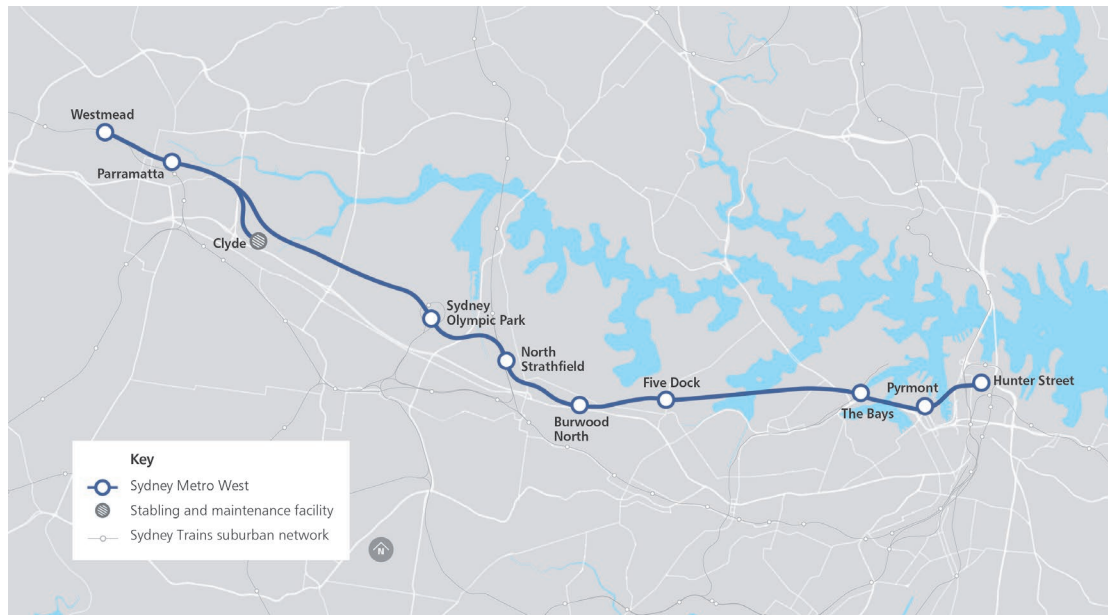 Westmead
Parramatta
Clyde
Sydney
Olympic Park
North
Strathfield
Five Dock
Burwood
North
Pyrmont
The Bays
Hunter Street
Key
Sydney Metro West
Stabling and maintenance facility
Sydney Trains suburban network
N